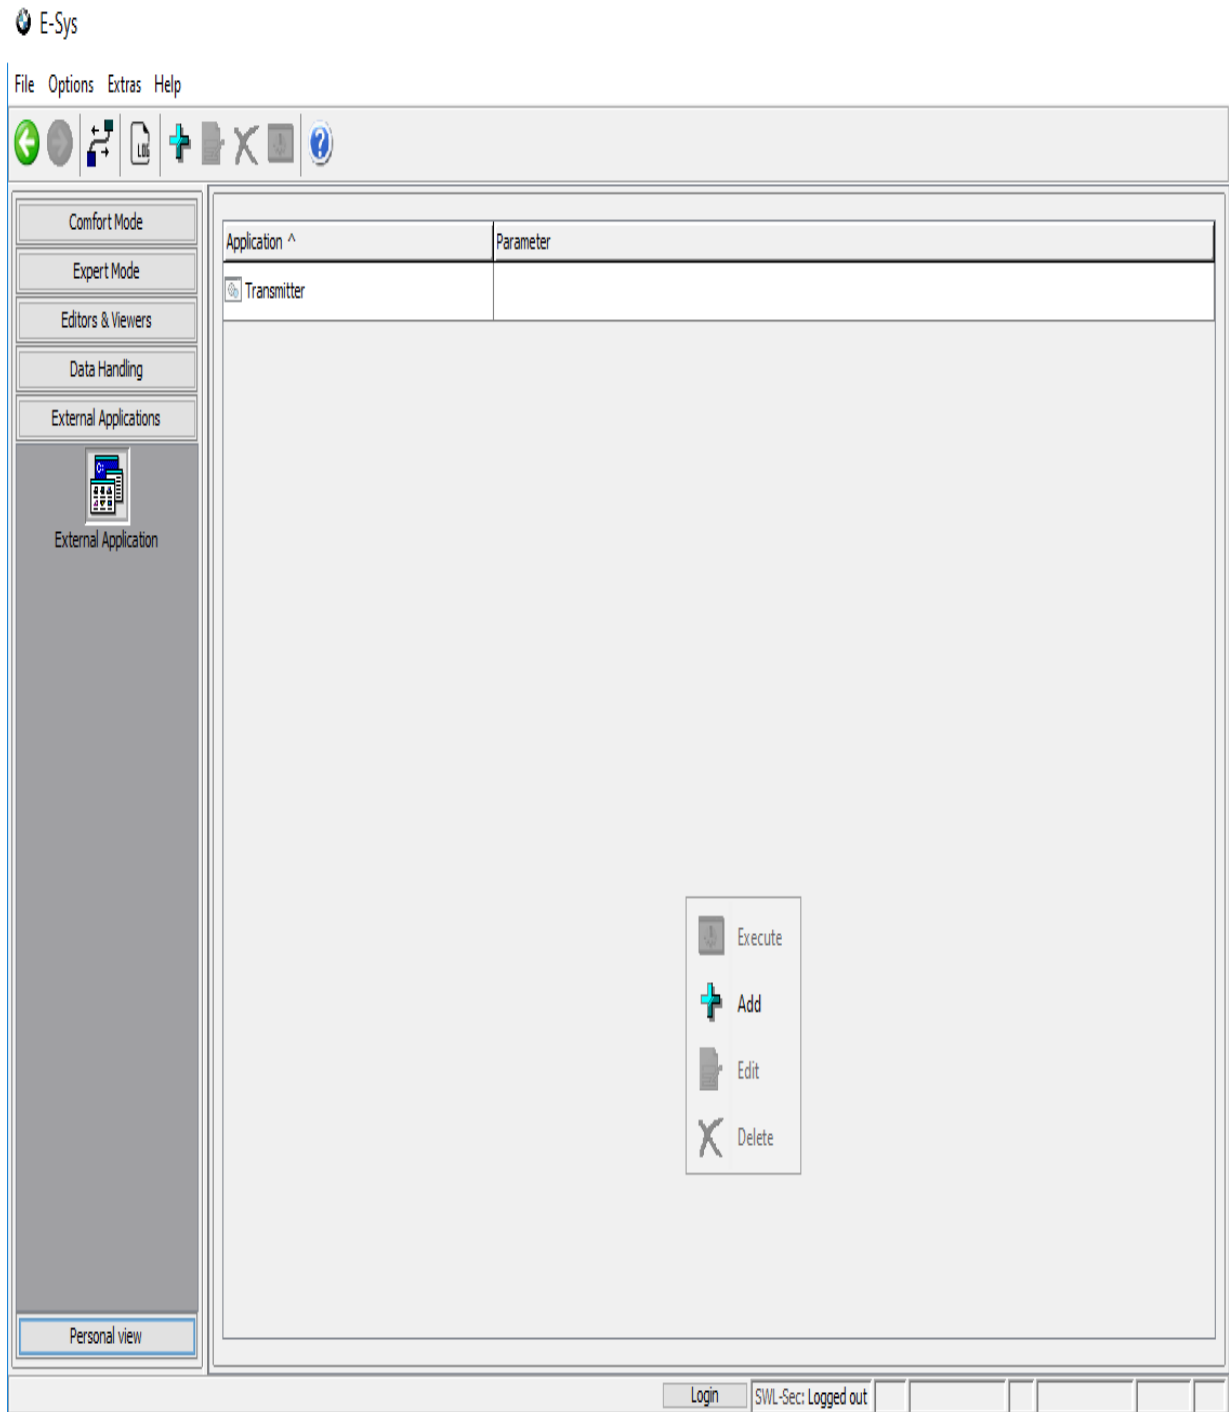 E-Sys
File Options Extras Help
LOG
Comfort Mode
Expert Mode
Editors & Viewers
Data Handling
External Applications
C:
External Application
Personal view
Application ^ Parameter
Transmitter
Execute
Add
Edit
Delete
Login SWL-Sec: Logged out